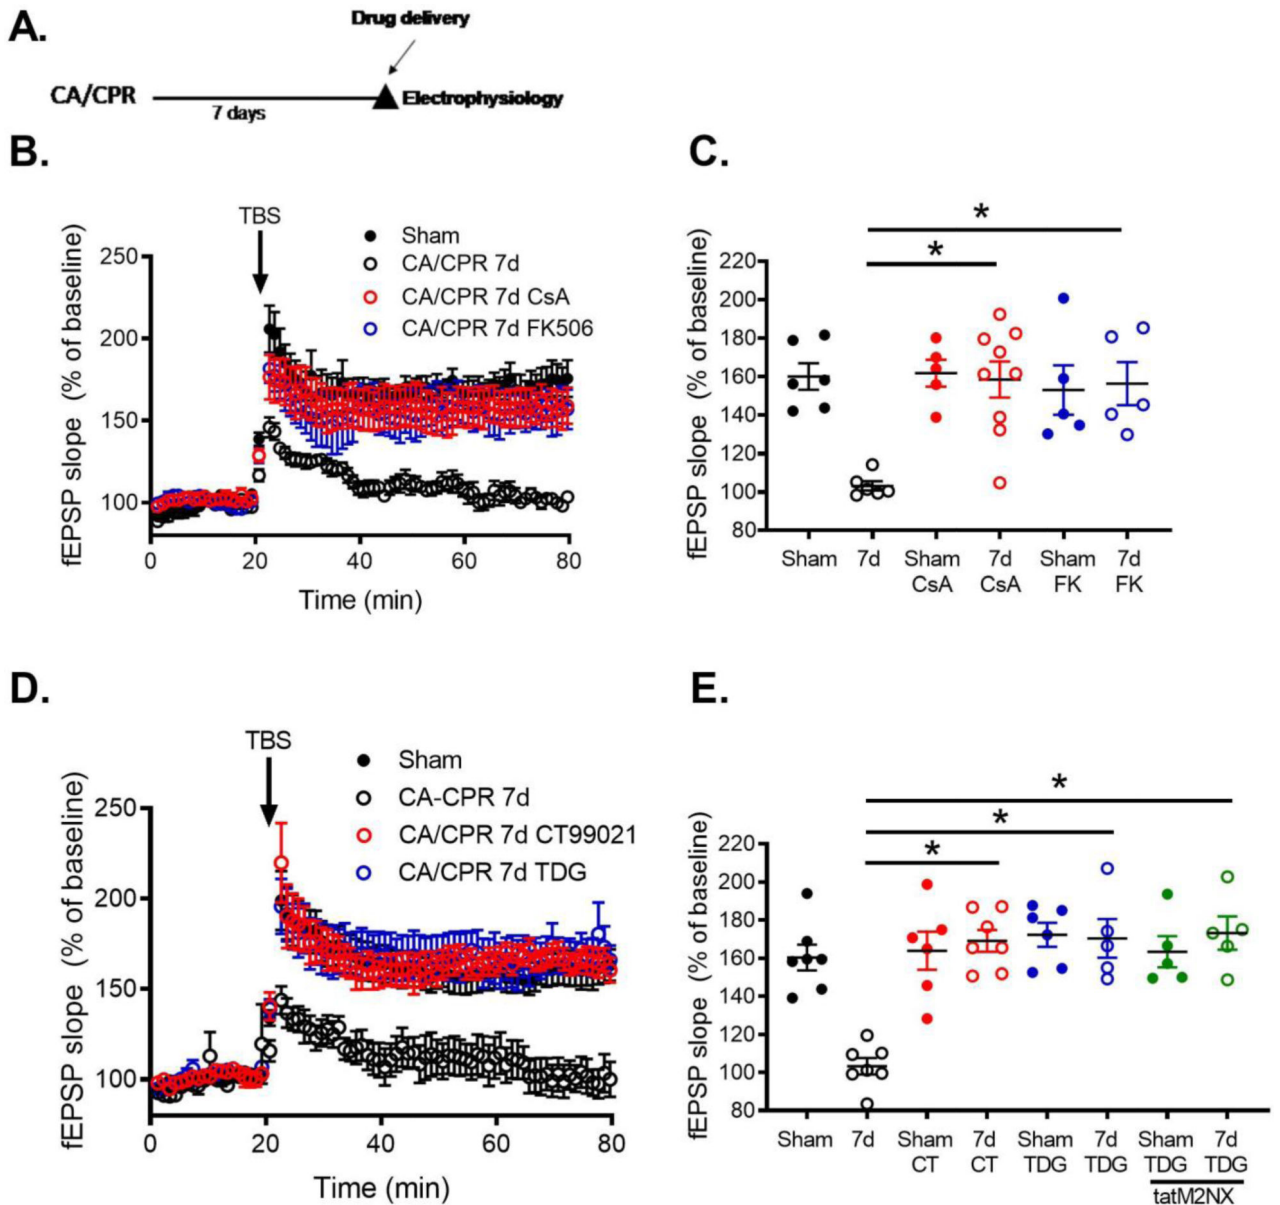 A.
Drug delivery
CA/CPR
7 days
Electrophysiology
B.
TBS
Sham
CA/CPR 7d
CA/CPR 7d CsA
CA/CPR 7d FK506
fEPSP slope (% of baseline)
250
200
150
100
0 20 40 60 80
Time (min)
C.
*
*
fEPSP slope (% of baseline)
220
200
180
160
140
120
100
80
Sham 7d Sham 7d Sham 7d
CsA CsA FK FK
D.
TBS
Sham
CA-CPR 7d
CA/CPR 7d CT99021
CA/CPR 7d TDG
fEPSP slope (% of baseline)
250
200
150
100
0 20 40 60 80
Time (min)
E.
*
*
*
fEPSP slope (% of baseline)
220
200
180
160
140
120
100
80
Sham 7d Sham 7d Sham 7d Sham 7d
CT CT TDG TDG TDG TDG
tatM2NX